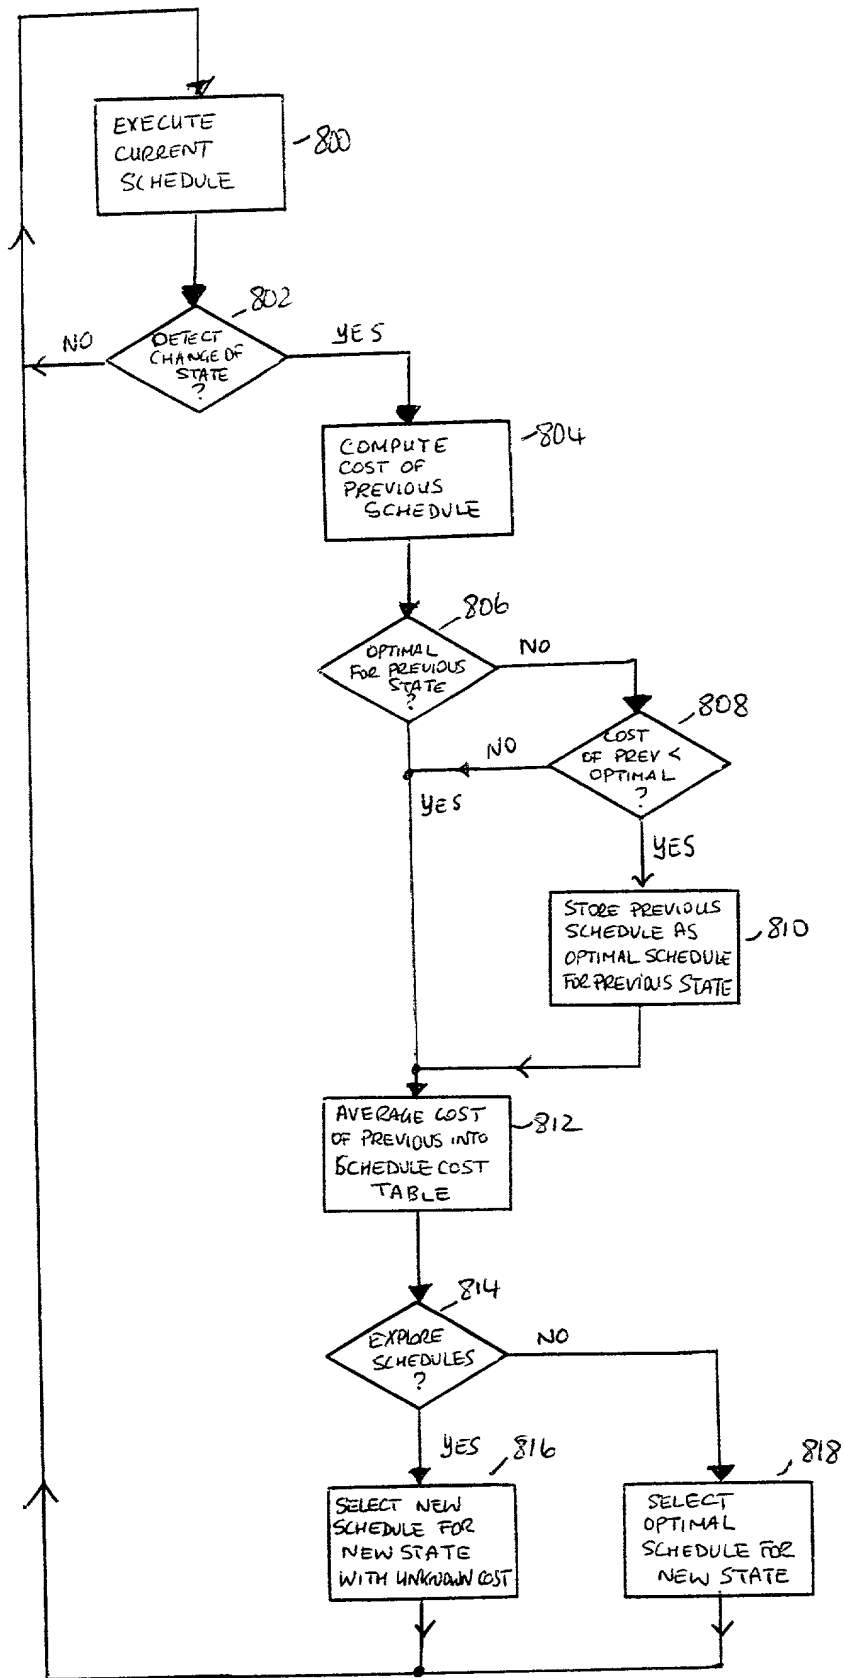 EXECUTE
CURRENT
SCHEDULE
800
802
DETECT
CHANGE OF
STATE
?
NO
YES
COMPUTE
COST OF
PREVIOUS
SCHEDULE
804
806
OPTIMAL
FOR PREVIOUS
STATE
?
NO
808
COST
OF PREV <
OPTIMAL
?
NO
YES
YES
STORE PREVIOUS
SCHEDULE AS
OPTIMAL SCHEDULE
FOR PREVIOUS STATE
810
AVERAGE COST
OF PREVIOUS INTO
SCHEDULE COST
TABLE
812
814
EXPLORE
SCHEDULES
?
NO
YES
816
SELECT NEW
SCHEDULE FOR
NEW STATE
WITH UNKNOWN COST
818
SELECT
OPTIMAL
SCHEDULE FOR
NEW STATE